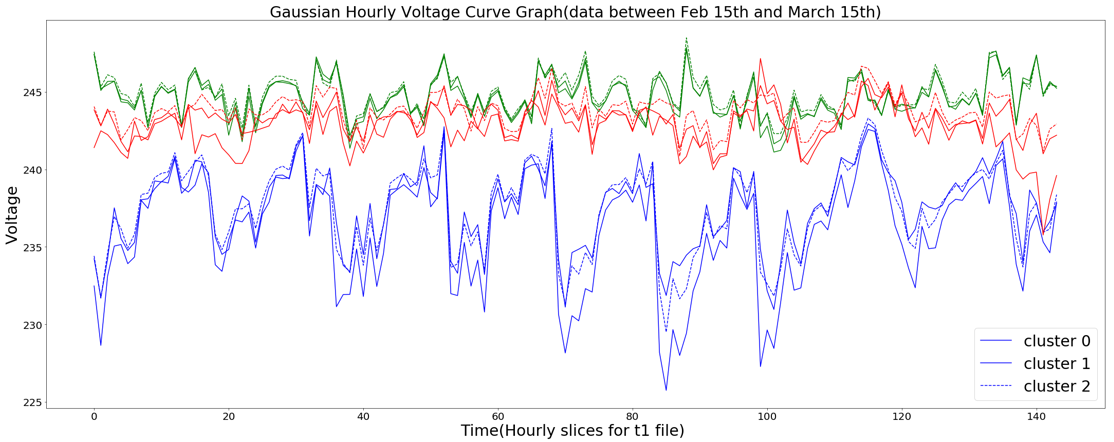 Gaussian Hourly Voltage Curve Graph(data between Feb 15th and March 15th)
Voltage
245
240
235
230
225
0 20 40 60 80 100 120 140
Time(Hourly slices for t1 file)
cluster 0
cluster 1
cluster 2